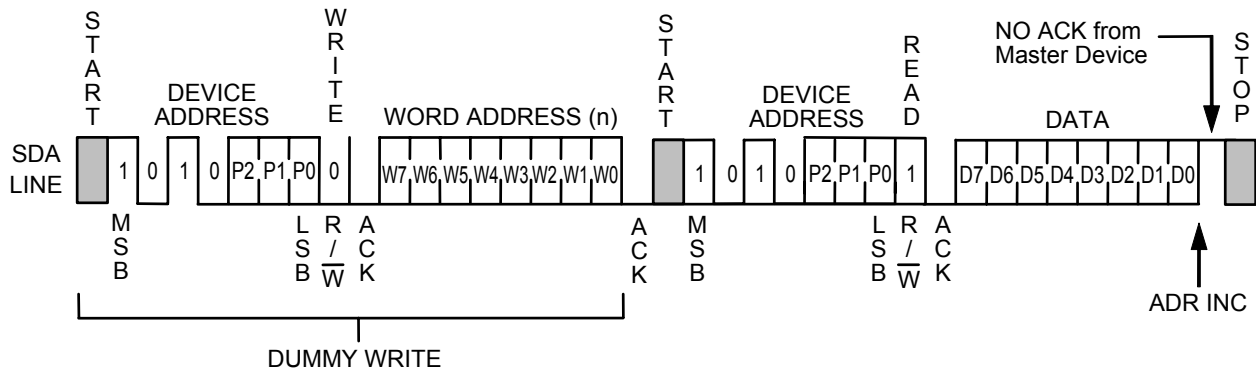 START
DEVICE
ADDRESS
WRITE
WORD ADDRESS (n)
START
DEVICE
ADDRESS
READ
DATA
NO ACK from
Master Device
STOP
SDA
LINE
1 0 1 0 P2 P1 P0 0 W7 W6 W5 W4 W3 W2 W1 W0 1 0 1 0 P2 P1 P0 1 D7 D6 D5 D4 D3 D2 D1 D0
MSB
LSB
R/W̅
ACK
ACK
MSB
LSB
R/W̅
ACK
ADR INC
DUMMY WRITE